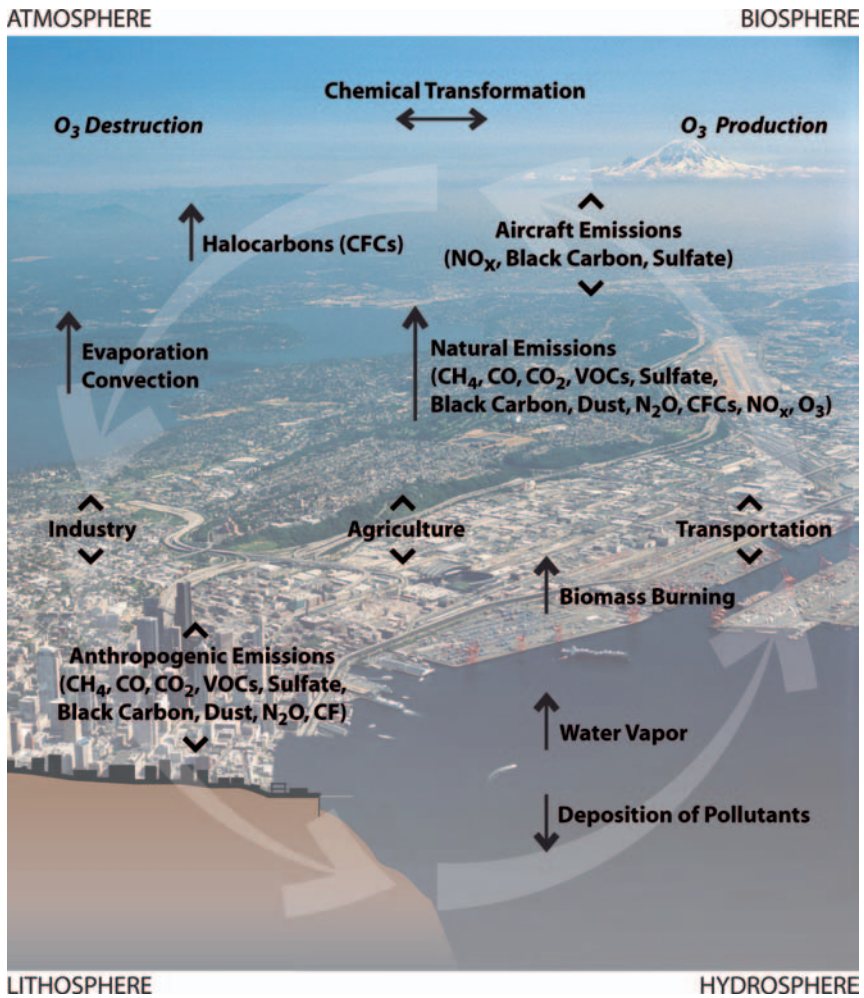 ATMOSPHERE
BIOSPHERE
Chemical Transformation
O₃ Destruction
O₃ Production
Halocarbons (CFCs)
Aircraft Emissions
(NOₓ, Black Carbon, Sulfate)
Evaporation
Convection
Natural Emissions
(CH₄, CO, CO₂, VOCs, Sulfate,
Black Carbon, Dust, N₂O, CFCs, NOₓ, O₃)
Industry
Agriculture
Transportation
Biomass Burning
Anthropogenic Emissions
(CH₄, CO, CO₂, VOCs, Sulfate,
Black Carbon, Dust, N₂O, CF)
Water Vapor
Deposition of Pollutants
LITHOSPHERE
HYDROSPHERE